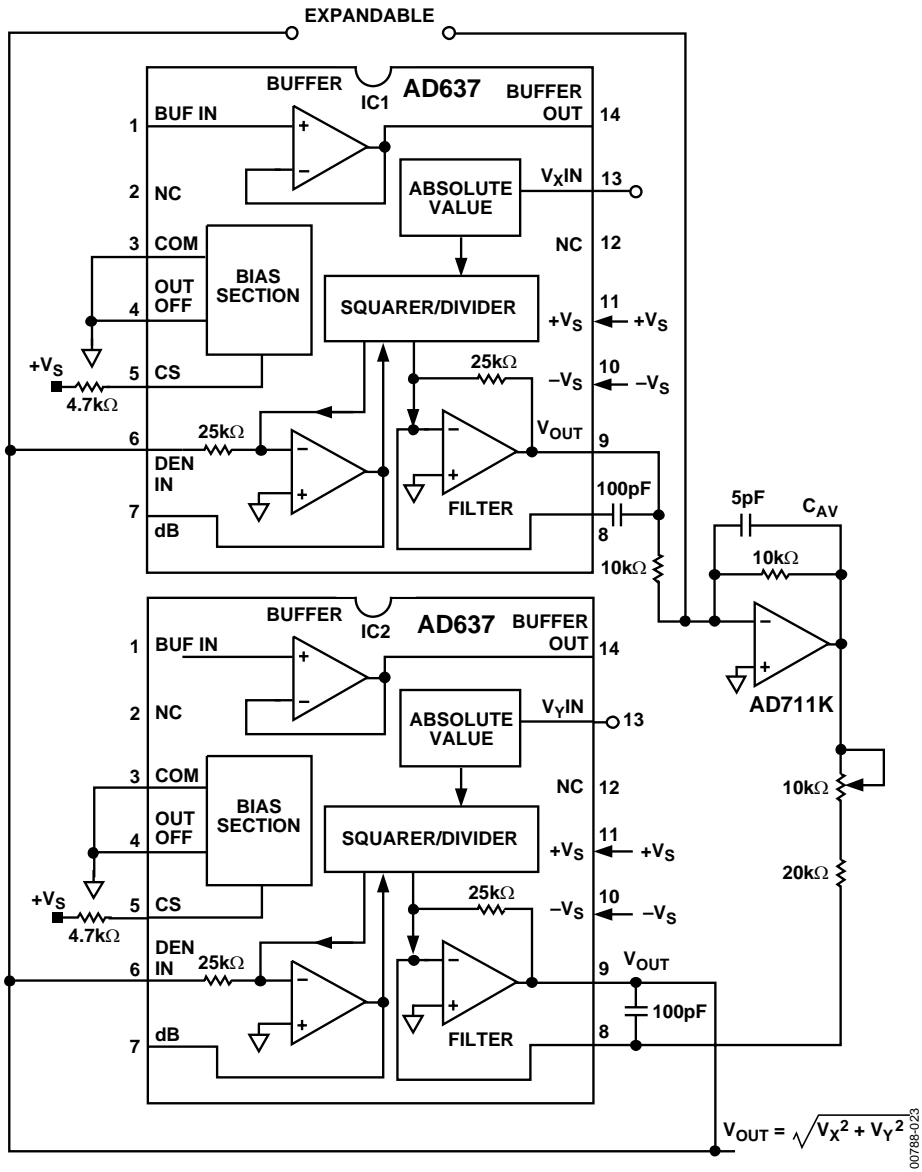 EXPANDABLE
BUFFER
IC1
AD637
BUFFER OUT
1 BUF IN
14
+
−
2 NC
ABSOLUTE VALUE
VXIN 13
3 COM
BIAS SECTION
NC 12
4 OUT OFF
SQUARER/DIVIDER
11
+VS +VS
+VS
4.7kΩ
5 CS
25kΩ
10
−VS −VS
6 DEN IN
25kΩ
−
+
−
+
VOUT 9
7 dB
FILTER
100pF
8
10kΩ
5pF
CAV
10kΩ
−
+
AD711K
10kΩ
20kΩ
BUFFER
IC2
AD637
BUFFER OUT
1 BUF IN
14
+
−
2 NC
ABSOLUTE VALUE
VYIN 13
3 COM
BIAS SECTION
NC 12
4 OUT OFF
SQUARER/DIVIDER
11
+VS +VS
+VS
4.7kΩ
5 CS
25kΩ
10
−VS −VS
6 DEN IN
25kΩ
−
+
−
+
9 VOUT
7 dB
FILTER
100pF
8
VOUT = √VX² + VY²
00788-023